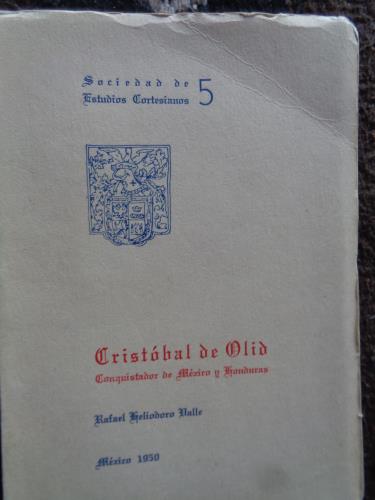 Sociedad de
Estudios Cortesianos 5
Cristóbal de Olid
Conquistador de México y Honduras
Rafael Heliodoro Valle
México 1950